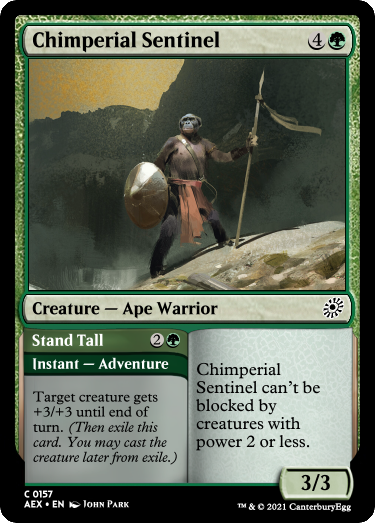 Chimperial Sentinel 4
Creature — Ape Warrior
Stand Tall 2
Instant — Adventure
Target creature gets
+3/+3 until end of
turn. (Then exile this
card. You may cast the
creature later from exile.)
Chimperial
Sentinel can't be
blocked by
creatures with
power 2 or less.
3/3
C 0157
AEX • EN JOHN PARK
™ & © 2021 CanterburyEgg